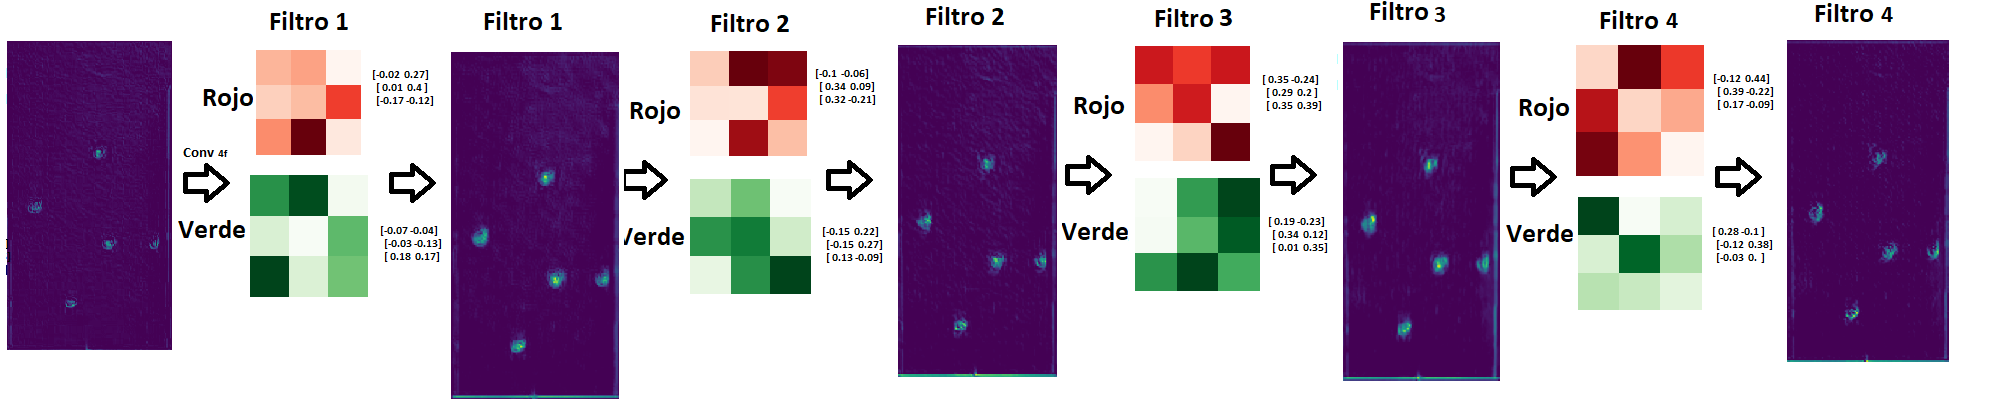 Filtro 1
Filtro 1
Filtro 2
Filtro 2
Filtro 3
Filtro 3
Filtro 4
Filtro 4
Rojo
[-0.02 0.27]
[ 0.01 0.4 ]
[-0.17 -0.12]
Conv 4f
Verde
[-0.07 -0.04]
[-0.03 -0.13]
[ 0.18 0.17]
Rojo
[-0.1 -0.06]
[ 0.34 0.09]
[ 0.32 -0.21]
Verde
[-0.15 0.22]
[-0.15 0.27]
[ 0.13 -0.09]
Rojo
[ 0.35 -0.24]
[ 0.29 0.2 ]
[ 0.35 0.39]
Verde
[ 0.19 -0.23]
[ 0.34 0.12]
[ 0.01 0.35]
Rojo
[-0.12 0.44]
[ 0.39 -0.22]
[ 0.17 -0.09]
Verde
[ 0.28 -0.1 ]
[-0.12 0.38]
[-0.03 0. ]